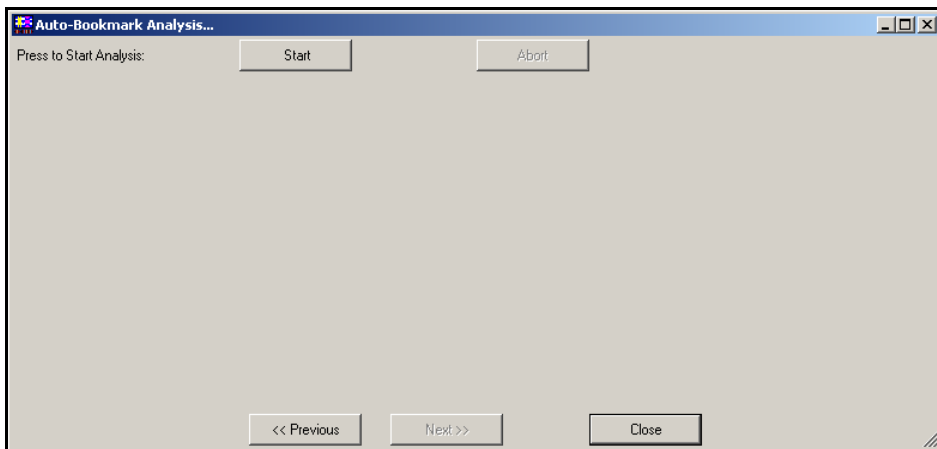 Auto-Bookmark Analysis...
Press to Start Analysis: Start Abort
<< Previous Next >> Close